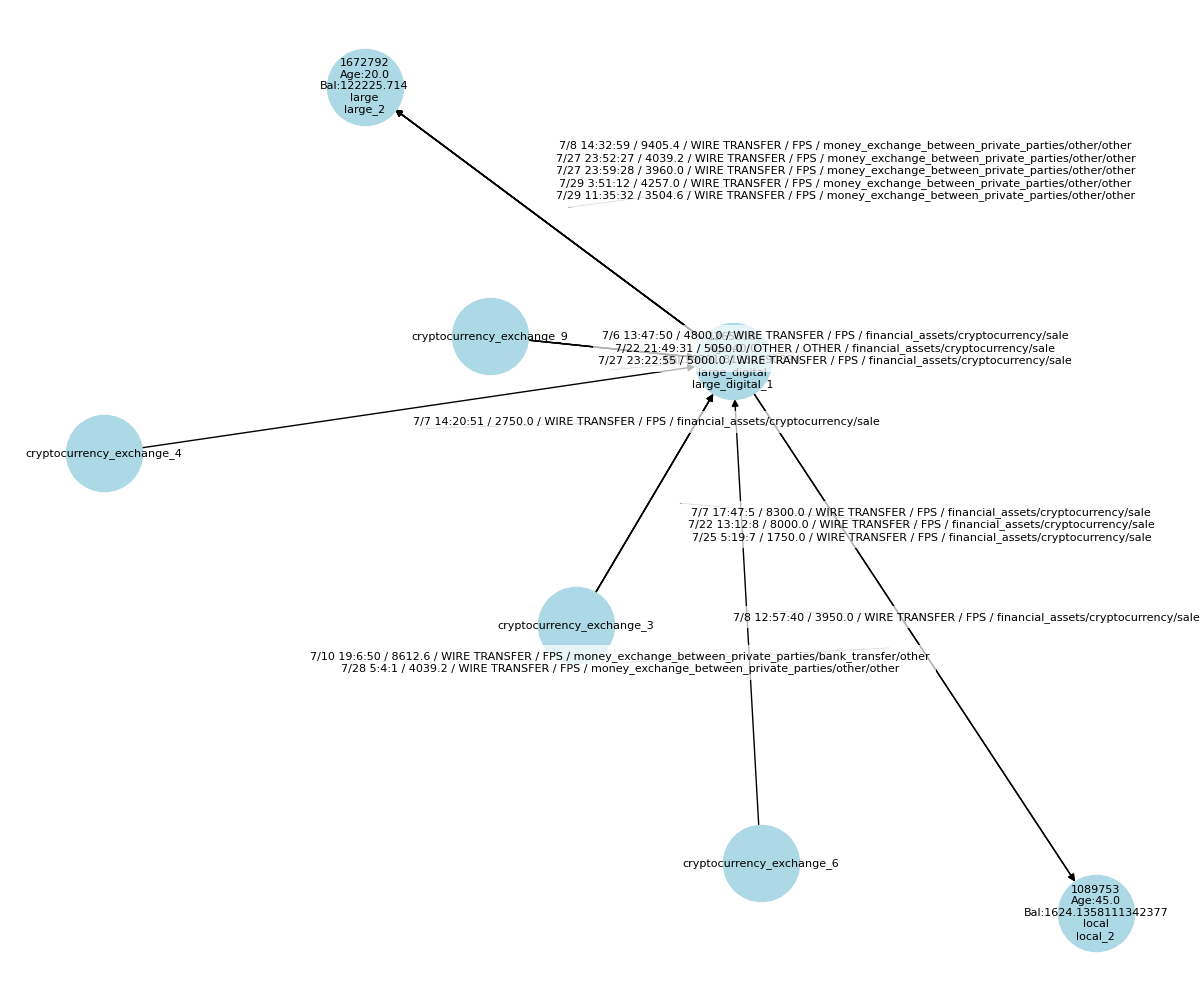 1672792
Age:20.0
Bal:122225.714
large
large_2
7/8 14:32:59 / 9405.4 / WIRE TRANSFER / FPS / money_exchange_between_private_parties/other/other
7/27 23:52:27 / 4039.2 / WIRE TRANSFER / FPS / money_exchange_between_private_parties/other/other
7/27 23:59:28 / 3960.0 / WIRE TRANSFER / FPS / money_exchange_between_private_parties/other/other
7/29 3:51:12 / 4257.0 / WIRE TRANSFER / FPS / money_exchange_between_private_parties/other/other
7/29 11:35:32 / 3504.6 / WIRE TRANSFER / FPS / money_exchange_between_private_parties/other/other
cryptocurrency_exchange_9
7/6 13:47:50 / 4800.0 / WIRE TRANSFER / FPS / financial_assets/cryptocurrency/sale
7/22 21:49:31 / 5050.0 / OTHER / OTHER / financial_assets/cryptocurrency/sale
7/27 23:22:55 / 5000.0 / WIRE TRANSFER / FPS / financial_assets/cryptocurrency/sale
large_digital
large_digital_1
7/7 14:20:51 / 2750.0 / WIRE TRANSFER / FPS / financial_assets/cryptocurrency/sale
cryptocurrency_exchange_4
7/7 17:47:5 / 8300.0 / WIRE TRANSFER / FPS / financial_assets/cryptocurrency/sale
7/22 13:12:8 / 8000.0 / WIRE TRANSFER / FPS / financial_assets/cryptocurrency/sale
7/25 5:19:7 / 1750.0 / WIRE TRANSFER / FPS / financial_assets/cryptocurrency/sale
7/8 12:57:40 / 3950.0 / WIRE TRANSFER / FPS / financial_assets/cryptocurrency/sale
cryptocurrency_exchange_3
7/10 19:6:50 / 8612.6 / WIRE TRANSFER / FPS / money_exchange_between_private_parties/bank_transfer/other
7/28 5:4:1 / 4039.2 / WIRE TRANSFER / FPS / money_exchange_between_private_parties/other/other
cryptocurrency_exchange_6
1089753
Age:45.0
Bal:1624.1358111342377
local
local_2